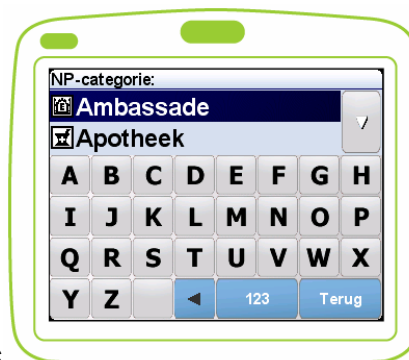 NP-categorie:
Ambassade
Apotheek
A B C D E F G H
I J K L M N O P
Q R S T U V W X
Y Z 123 Terug